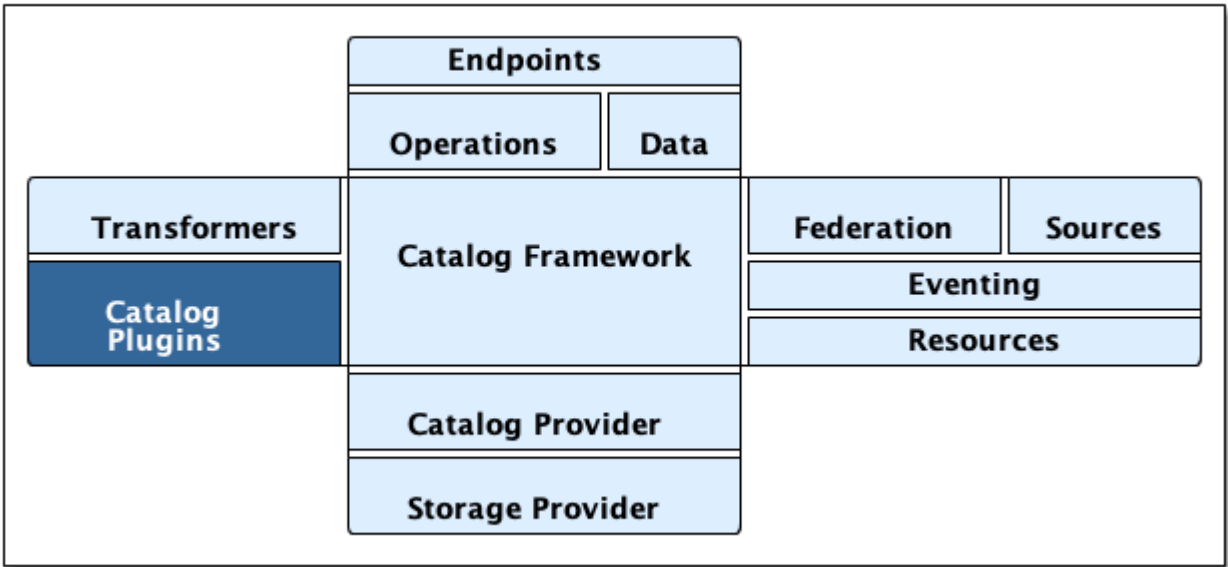 Endpoints
Operations
Data
Transformers
Catalog Framework
Federation
Sources
Catalog
Plugins
Eventing
Resources
Catalog Provider
Storage Provider